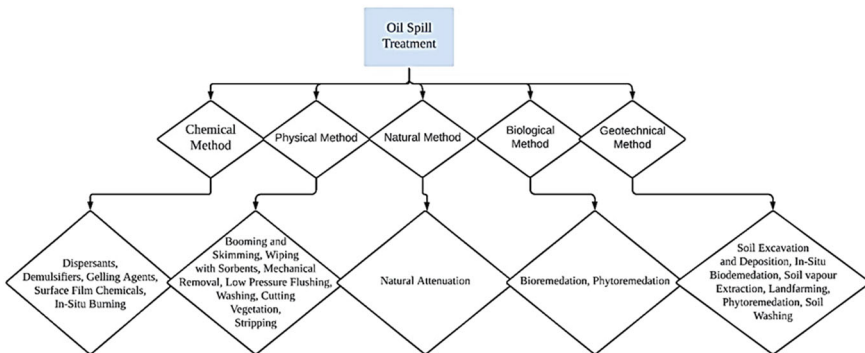 Oil Spill
Treatment
Chemical
Method
Physical Method
Natural Method
Biological
Method
Geotechnical
Method
Dispersants,
Demulsifiers, Gelling Agents,
Surface Film Chemicals,
In-Situ Burning
Booming and
Skimming, Wiping
with Sorbents, Mechanical
Removal, Low Pressure Flushing,
Washing, Cutting
Vegetation,
Stripping
Natural Attenuation
Bioremedation, Phytoremedation
Soil Excavation
and Deposition, In-Situ
Biodemedation, Soil vapour
Extraction, Landfarming,
Phytoremedation, Soil
Washing